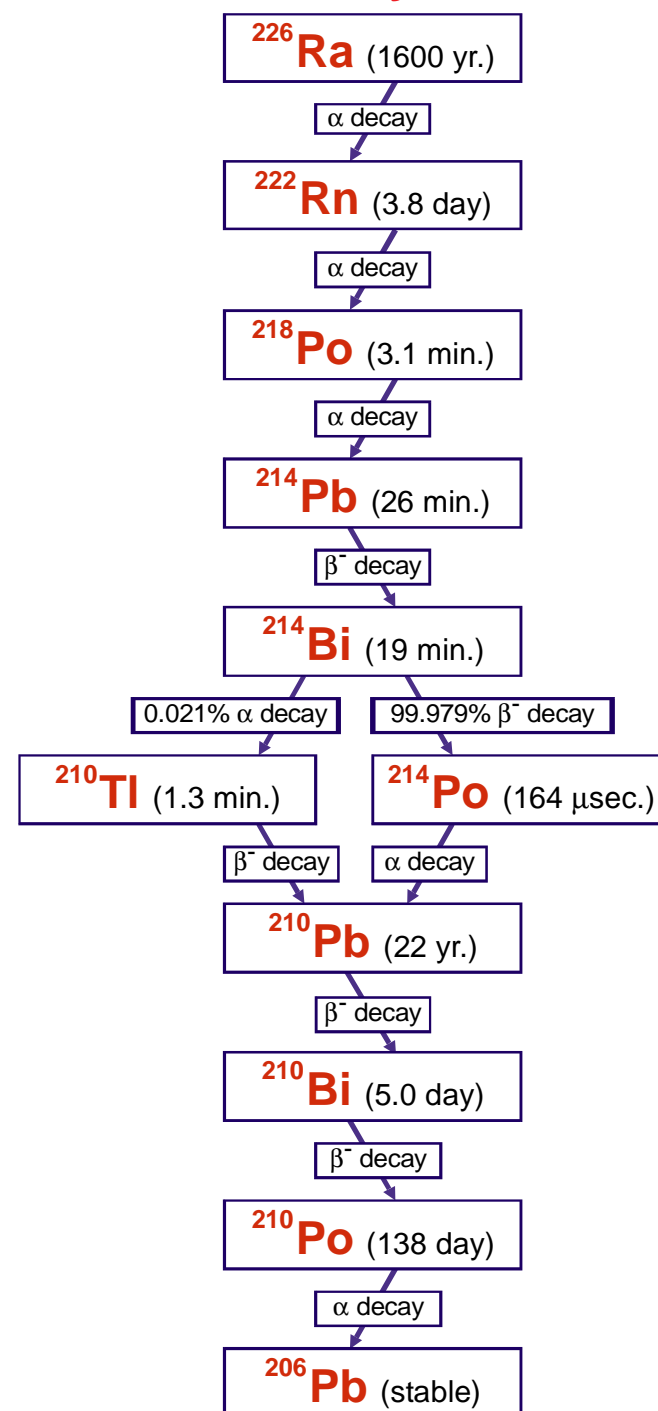 ²²⁶Ra (1600 yr.)
α decay
²²²Rn (3.8 day)
α decay
²¹⁸Po (3.1 min.)
α decay
²¹⁴Pb (26 min.)
β⁻ decay
²¹⁴Bi (19 min.)
0.021% α decay
99.979% β⁻ decay
²¹⁰Tl (1.3 min.)
²¹⁴Po (164 μsec.)
β⁻ decay
α decay
²¹⁰Pb (22 yr.)
β⁻ decay
²¹⁰Bi (5.0 day)
β⁻ decay
²¹⁰Po (138 day)
α decay
²⁰⁶Pb (stable)